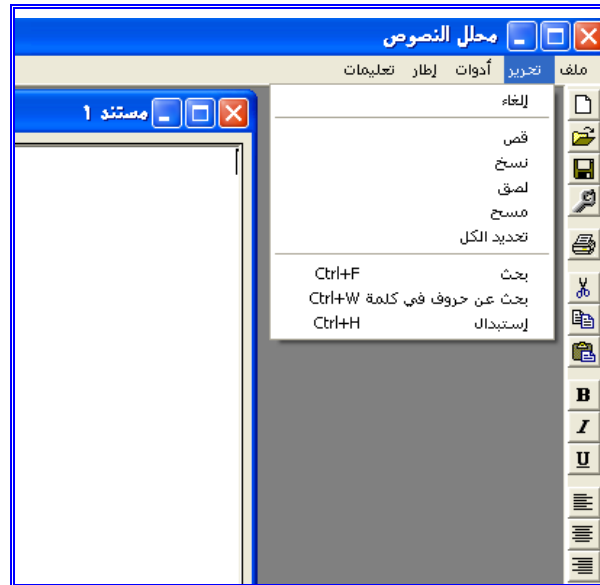 محلل النصوص
ملف تحرير أدوات إطار تعليمات
مستند 1
إلغاء
قص
نسخ
لصق
مسح
تحديد الكل
بحث Ctrl+F
بحث عن حروف في كلمة Ctrl+W
إستبدال Ctrl+H
B
I
U